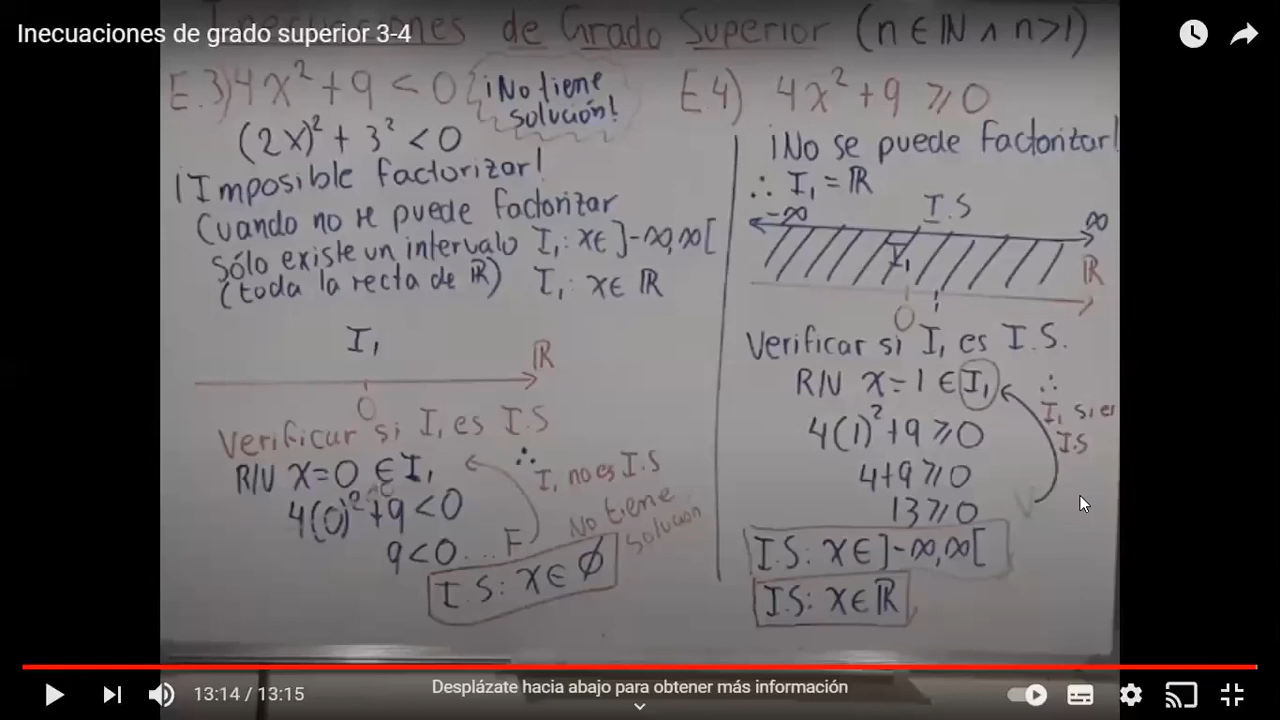 Inecuaciones de grado superior 3-4
Inecuaciones de Grado Superior (n ∈ ℕ ∧ n>1)
E.3) 4x² + 9 < 0 ¡No tiene solución!
(2x)² + 3² < 0
¡Imposible factorizar!
Cuando no se puede factorizar
sólo existe un intervalo I₁: x∈ ]-∞,∞[
(toda la recta de ℝ) I₁: x∈ ℝ
I₁
ℝ
0
Verificar si I₁ es I.S
R/V x=0 ∈ I₁
4(0)²+9 < 0
9<0... F
∴ I₁ no es I.S
No tiene solución
I.S: x∈ ∅
E.4) 4x² + 9 ≥ 0
¡No se puede factorizar!
∴ I₁ = ℝ
I.S
-∞ ∞
I₁
ℝ
0
Verificar si I₁ es I.S.
R/V x=1 ∈ I₁
∴ I₁ si es I.S
4(1)²+9 ≥ 0
4+9 ≥ 0
13 ≥ 0 V
I.S: x∈ ]-∞,∞[
I.S: x∈ ℝ
13:14 / 13:15
Desplázate hacia abajo para obtener más información